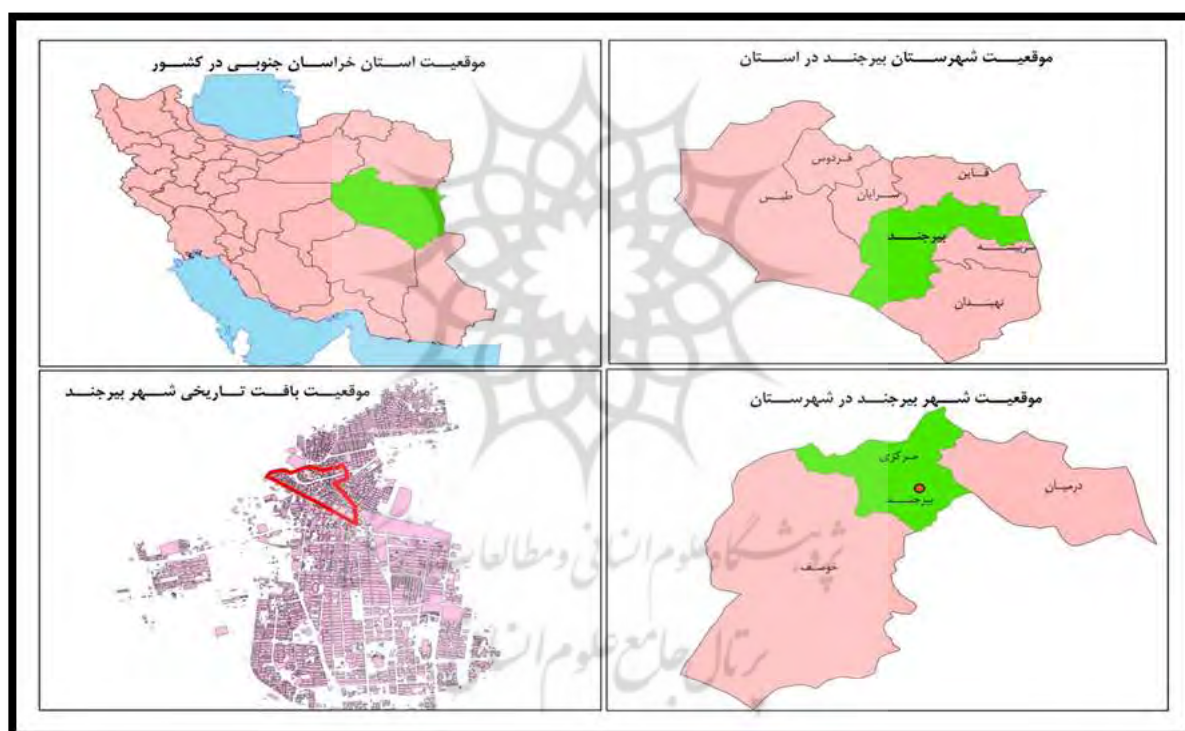 موقعیت استان خراسان جنوبی در کشور
موقعیت شهرستان بیرجند در استان
فردوس
قاین
طبس
سرایان
بیرجند
نهبندان
موقعیت بافت تاریخی شهر بیرجند
موقعیت شهر بیرجند در شهرستان
مرکزی
درمیان
بیرجند
خوسف
پژوهشگاه علوم انسانی و مطالعات
پرتال جامع علوم انسانی